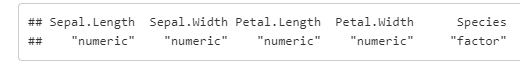 ## Sepal.Length  Sepal.Width Petal.Length  Petal.Width      Species
##    "numeric"    "numeric"    "numeric"    "numeric"     "factor"